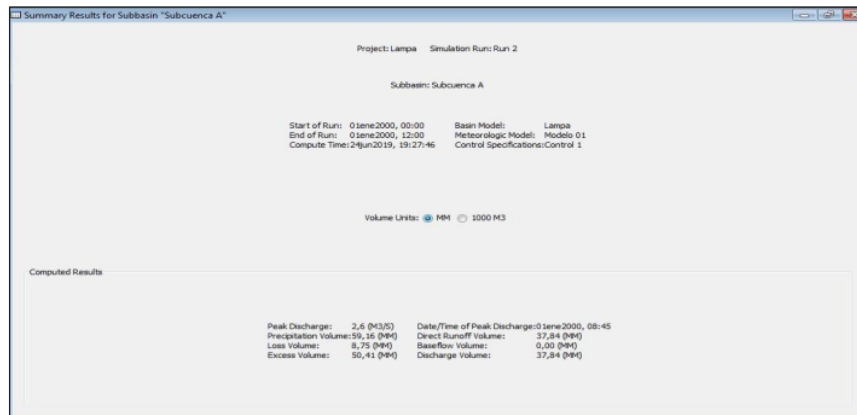 Summary Results for Subbasin "Subcuenca A"
Project: Lampa Simulation Run: Run 2
Subbasin: Subcuenca A
Start of Run: 01ene2000, 00:00 Basin Model: Lampa
End of Run: 01ene2000, 12:00 Meteorologic Model: Modelo 01
Compute Time:24jun2019, 19:27:46 Control Specifications:Control 1
Volume Units: MM 1000 M3
Computed Results
Peak Discharge: 2,6 (M3/S) Date/Time of Peak Discharge:01ene2000, 08:45
Precipitation Volume:59,16 (MM) Direct Runoff Volume: 37,84 (MM)
Loss Volume: 8,75 (MM) Baseflow Volume: 0,00 (MM)
Excess Volume: 50,41 (MM) Discharge Volume: 37,84 (MM)